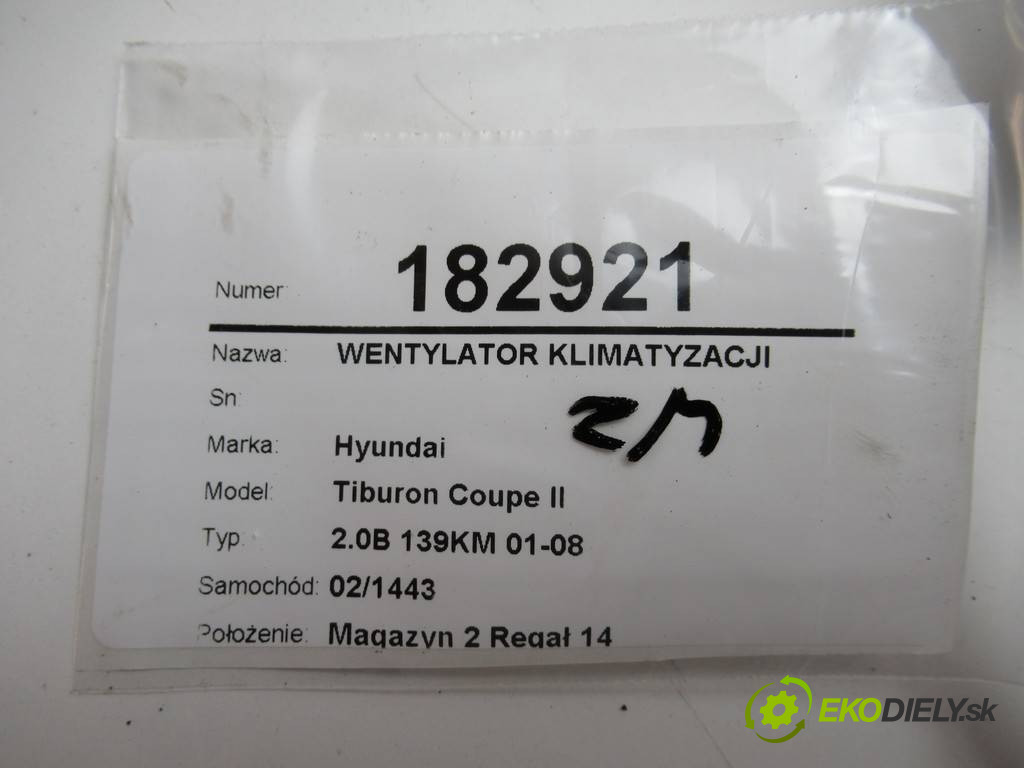 Numer: 182921
Nazwa: WENTYLATOR KLIMATYZACJI
Sn:
Marka: Hyundai
Model: Tiburon Coupe II
Typ: 2.0B 139KM 01-08
Samochód: 02/1443
Położenie: Magazyn 2 Regał 14
EKODIELY.sk